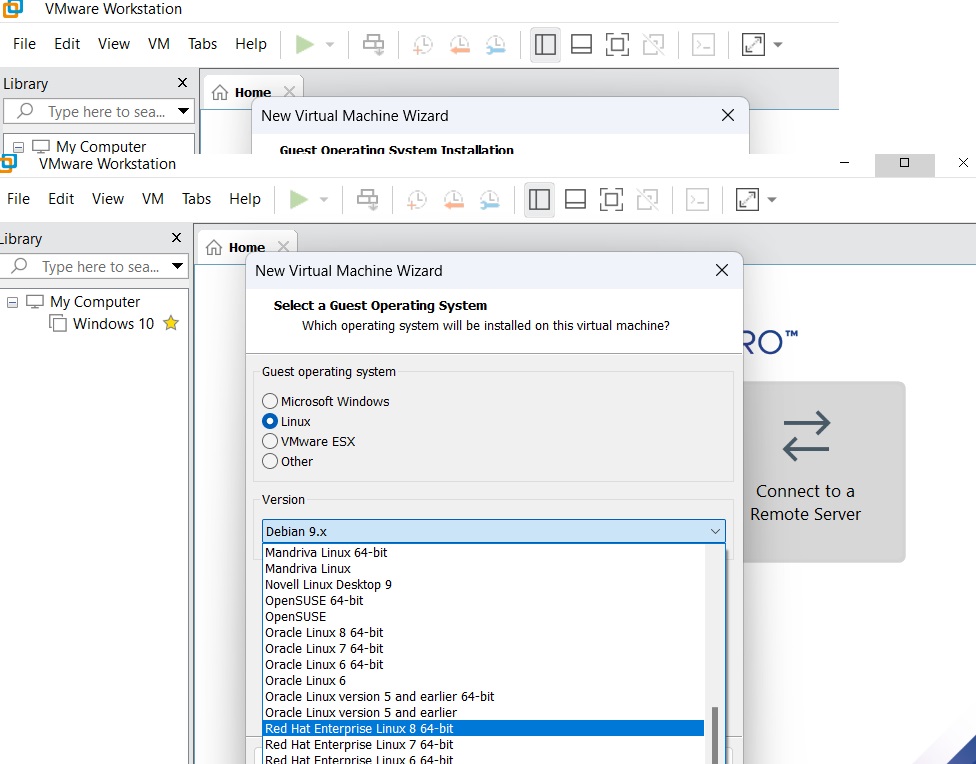 VMware Workstation
File Edit View VM Tabs Help
Library
Home
Type here to sea...
New Virtual Machine Wizard
My Computer
Guest Operating System Installation
VMware Workstation
File Edit View VM Tabs Help
Library
Home
Type here to sea...
New Virtual Machine Wizard
My Computer
Windows 10
Select a Guest Operating System
Which operating system will be installed on this virtual machine?
RO™
Guest operating system
Microsoft Windows
Linux
VMware ESX
Other
Connect to a
Remote Server
Version
Debian 9.x
Mandriva Linux 64-bit
Mandriva Linux
Novell Linux Desktop 9
OpenSUSE 64-bit
OpenSUSE
Oracle Linux 8 64-bit
Oracle Linux 7 64-bit
Oracle Linux 6 64-bit
Oracle Linux 6
Oracle Linux version 5 and earlier 64-bit
Oracle Linux version 5 and earlier
Red Hat Enterprise Linux 8 64-bit
Red Hat Enterprise Linux 7 64-bit
Red Hat Enterprise Linux 6 64-bit